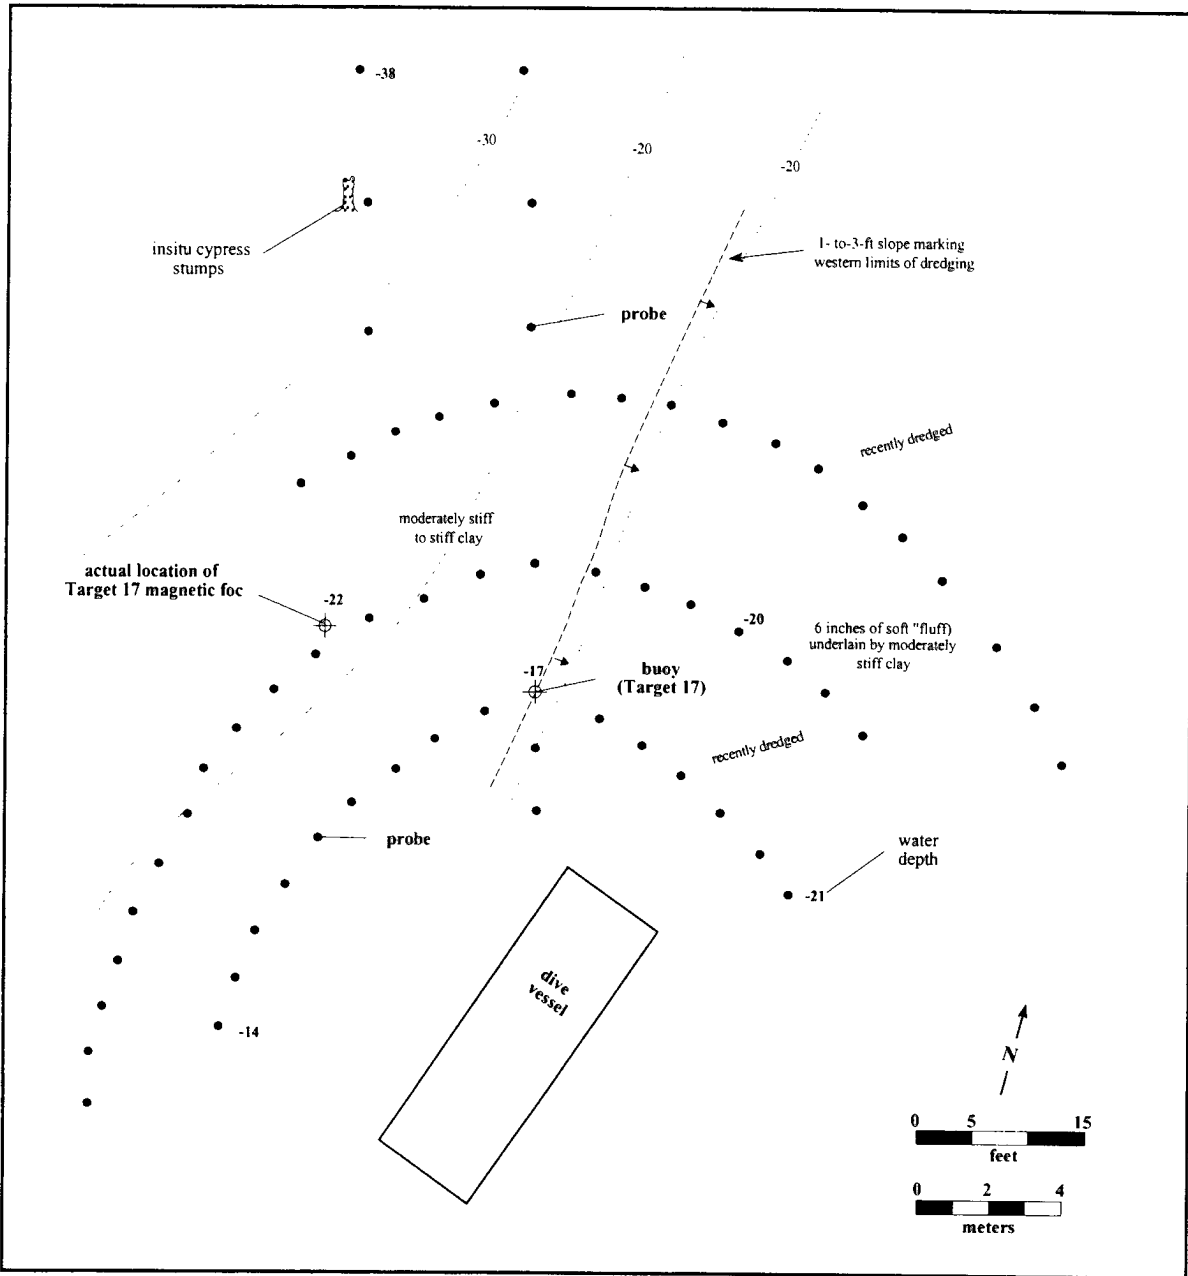 -38
-30
-20
-20
insitu cypress
stumps
1- to-3-ft slope marking
western limits of dredging
probe
recently dredged
moderately stiff
to stiff clay
actual location of
Target 17 magnetic foc
-22
-20
6 inches of soft "fluff)
underlain by moderately
stiff clay
-17
buoy
(Target 17)
recently dredged
probe
water
depth
-21
dive
vessel
-14
N
0 5 15
feet
0 2 4
meters